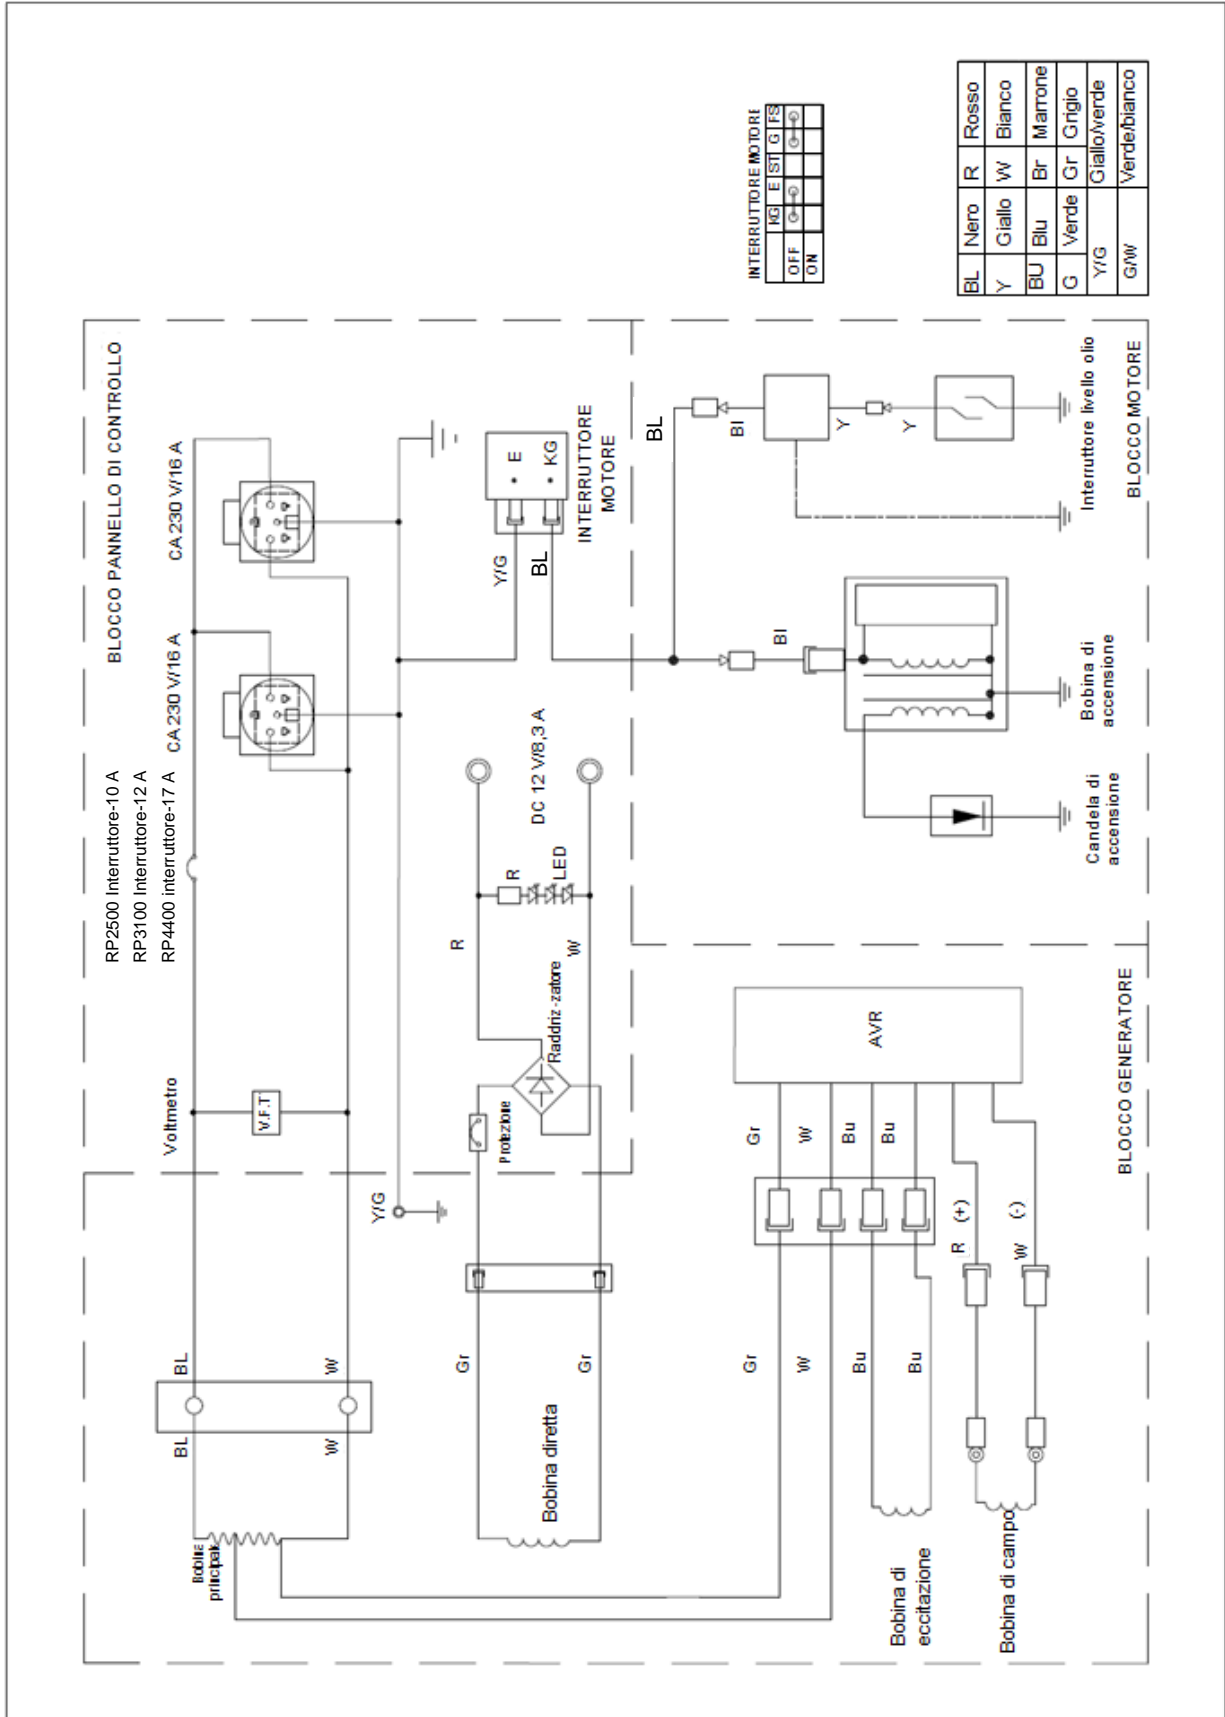 BLOCCO PANNELLO DI CONTROLLO
RP2500 Interruttore-10 A
RP3100 Interruttore-12 A
RP4400 interruttore-17 A
CA 230 V/16 A
CA 230 V/16 A
Voltmetro
V.F.T
BL
BL
W
W
Bobina
principale
Y/G
Y/G
BL
E
KG
INTERRUTTORE
MOTORE
DC 12 V/8,3 A
R
R
LED
W
Raddriz-zatore
Protezione
Gr
Gr
Bobina diretta
INTERRUTTORE MOTORE
KG E ST G FS
OFF
ON
BL Nero R Rosso
Y Giallo W Bianco
BU Blu Br Marrone
G Verde Gr Grigio
Y/G Giallo/verde
G/W Verde/bianco
BL
Bl
Y
Y
Interruttore livello olio
Bl
Bobina di
accensione
Candela di
accensione
BLOCCO MOTORE
AVR
Gr
W
Bu
Bu
R (+)
W (-)
Gr
W
Bu
Bu
Bobina di
eccitazione
Bobina di campo
BLOCCO GENERATORE